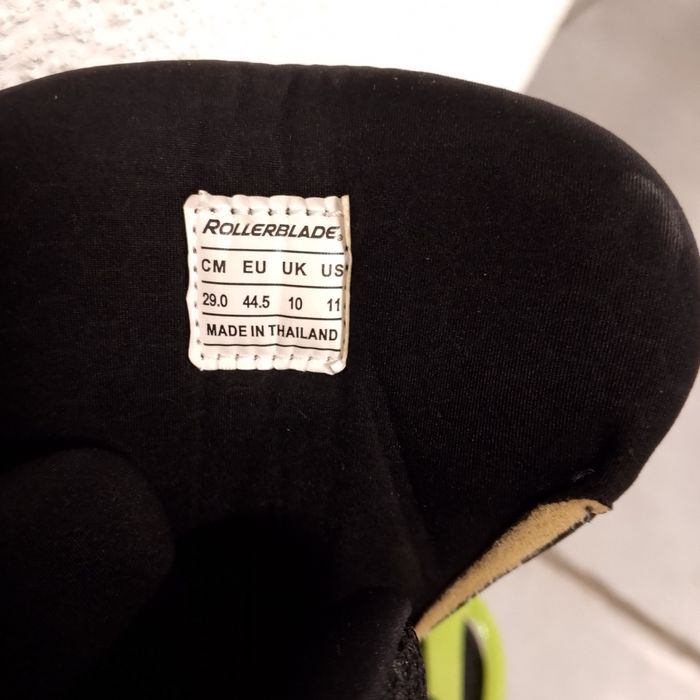 ROLLERBLADE
CM EU UK US
29.0 44.5 10 11
MADE IN THAILAND